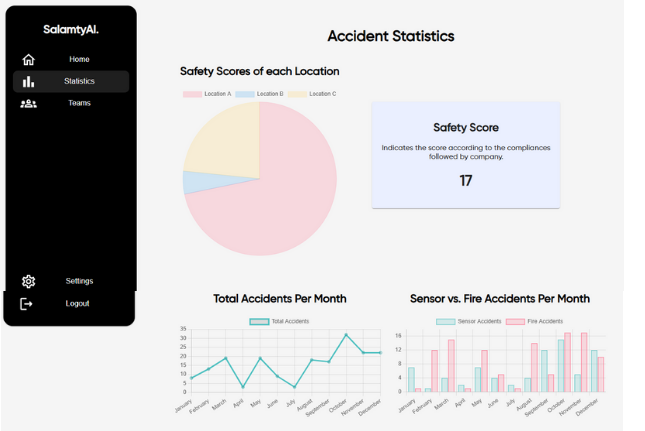 SalamtyAI.
Home
Statistics
Teams
Settings
Logout
Accident Statistics
Safety Scores of each Location
Location A Location B Location C
Safety Score
Indicates the score according to the compliances
followed by company.
17
Total Accidents Per Month
Total Accidents
35
30
25
20
15
10
5
0
January February March April May June July August September October November December
Sensor vs. Fire Accidents Per Month
Sensor Accidents Fire Accidents
16
12
8
4
0
January February March April May June July August September October November December